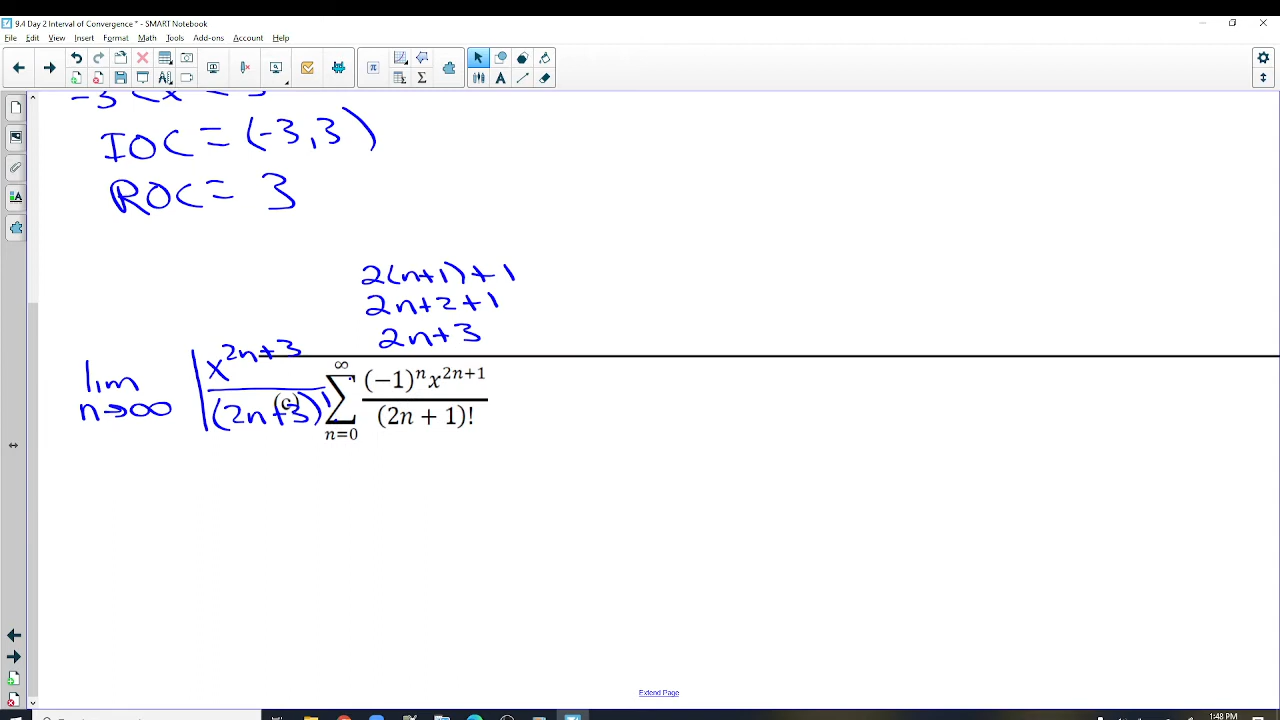 9.4 Day 2 Interval of Convergence * - SMART Notebook
File Edit View Insert Format Math Tools Add-ons Account Help
IOC = (-3,3)
ROC = 3
2(n+1)+1
2n+2+1
2n+3
lim n→∞ | x^{2n+3} / (2n+3)!
(c) ∑_{n=0}^{∞} (−1)^n x^{2n+1} / (2n + 1)!
Extend Page
1:48 PM